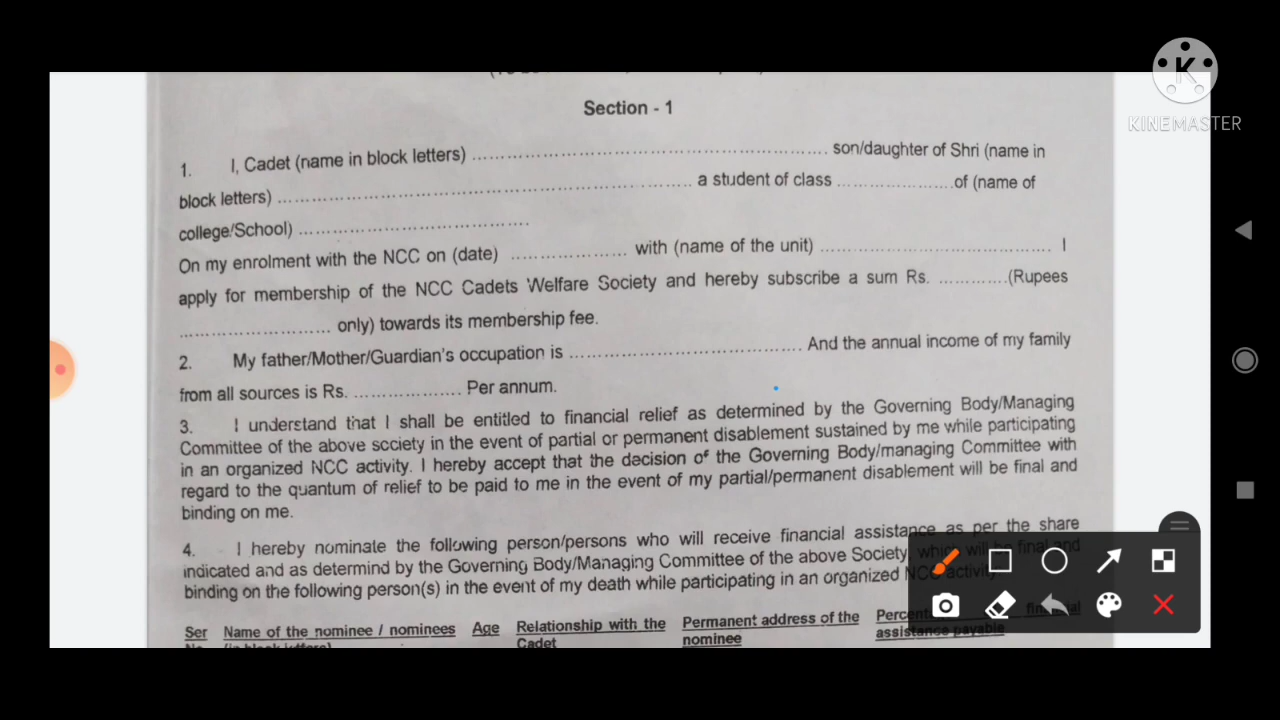 KINEMASTER
Section - 1
1. I, Cadet (name in block letters) ........................................ son/daughter of Shri (name in
block letters) ........................................ a student of class ....................of (name of
college/School) ....................................
On my enrolment with the NCC on (date) .................... with (name of the unit) ........................................ I
apply for membership of the NCC Cadets Welfare Society and hereby subscribe a sum Rs. ............(Rupees
........................... only) towards its membership fee.
2. My father/Mother/Guardian's occupation is ........................................ And the annual income of my family
from all sources is Rs. ................... Per annum.
3. I understand that I shall be entitled to financial relief as determined by the Governing Body/Managing
Committee of the above society in the event of partial or permanent disablement sustained by me while participating
in an organized NCC activity. I hereby accept that the decision of the Governing Body/managing Committee with
regard to the quantum of relief to be paid to me in the event of my partial/permanent disablement will be final and
binding on me.
4. I hereby nominate the following person/persons who will receive financial assistance as per the share
indicated and as determind by the Governing Body/Managing Committee of the above Society, which will be final and
binding on the following person(s) in the event of my death while participating in an organized NCC activity.
Ser Name of the nominee / nominees Age Relationship with the Permanent address of the
Cadet nominee assistance payable